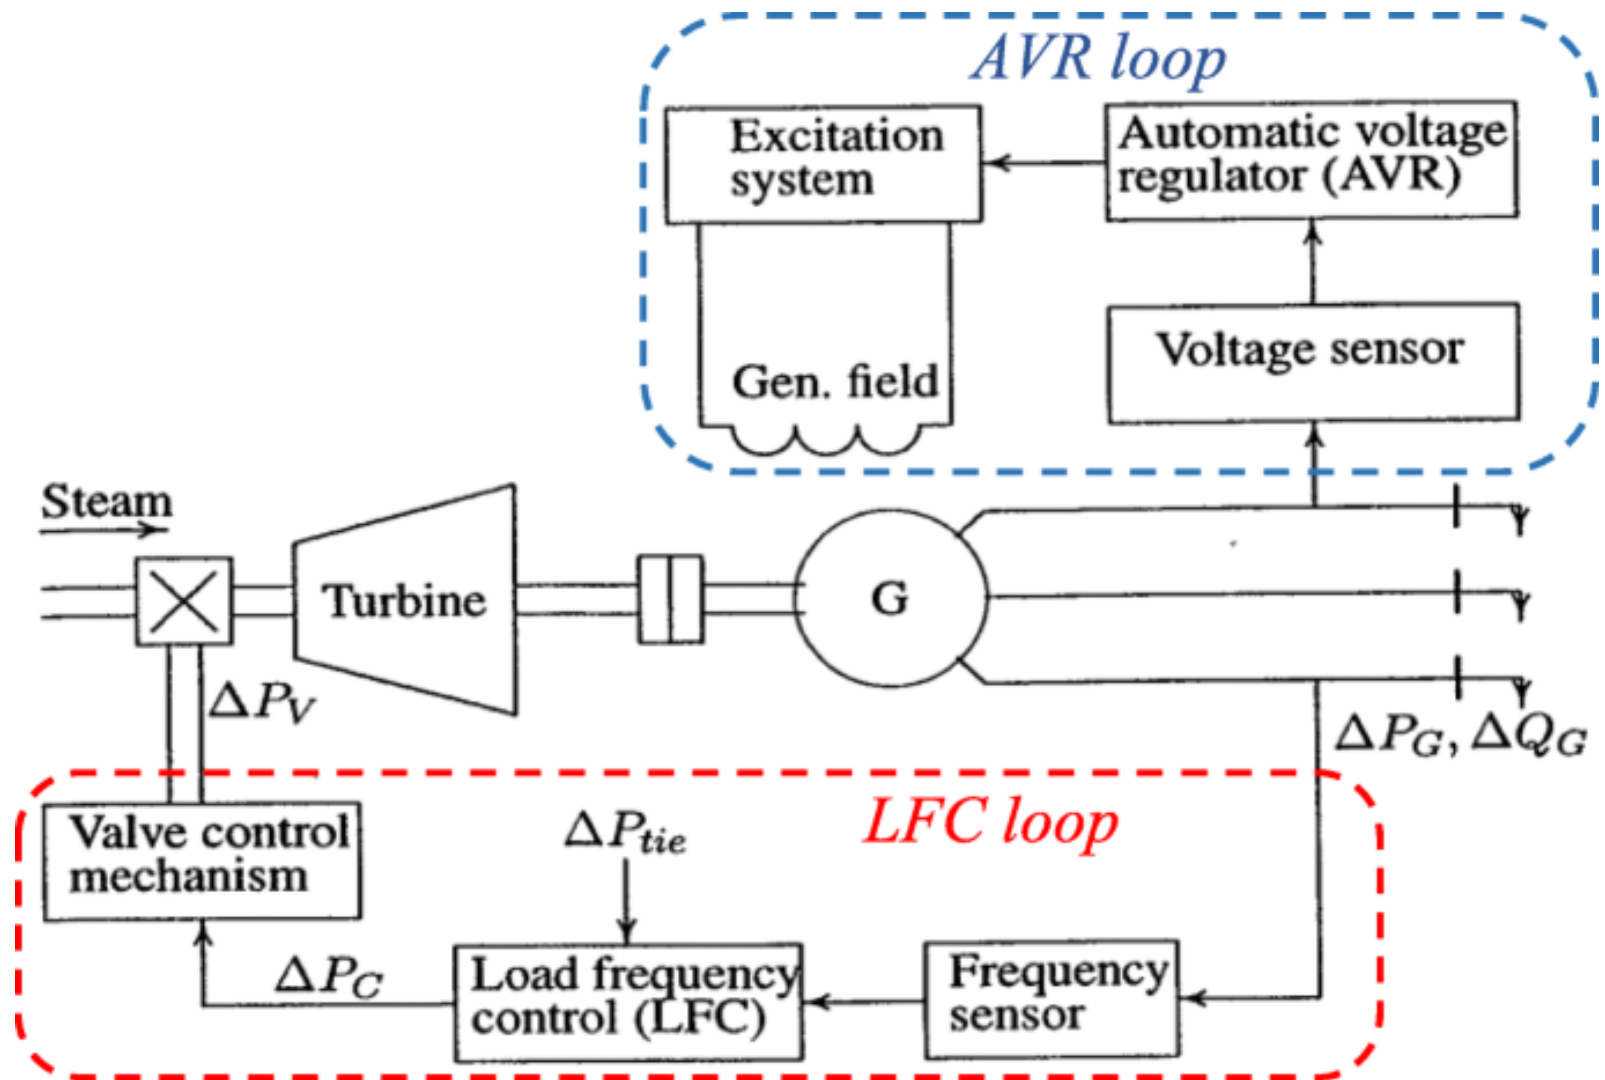 AVR loop
Excitation
system
Automatic voltage
regulator (AVR)
Voltage sensor
Gen. field
Steam
Turbine
G
ΔP_V
ΔP_G, ΔQ_G
LFC loop
Valve control
mechanism
ΔP_tie
ΔP_C
Load frequency
control (LFC)
Frequency
sensor